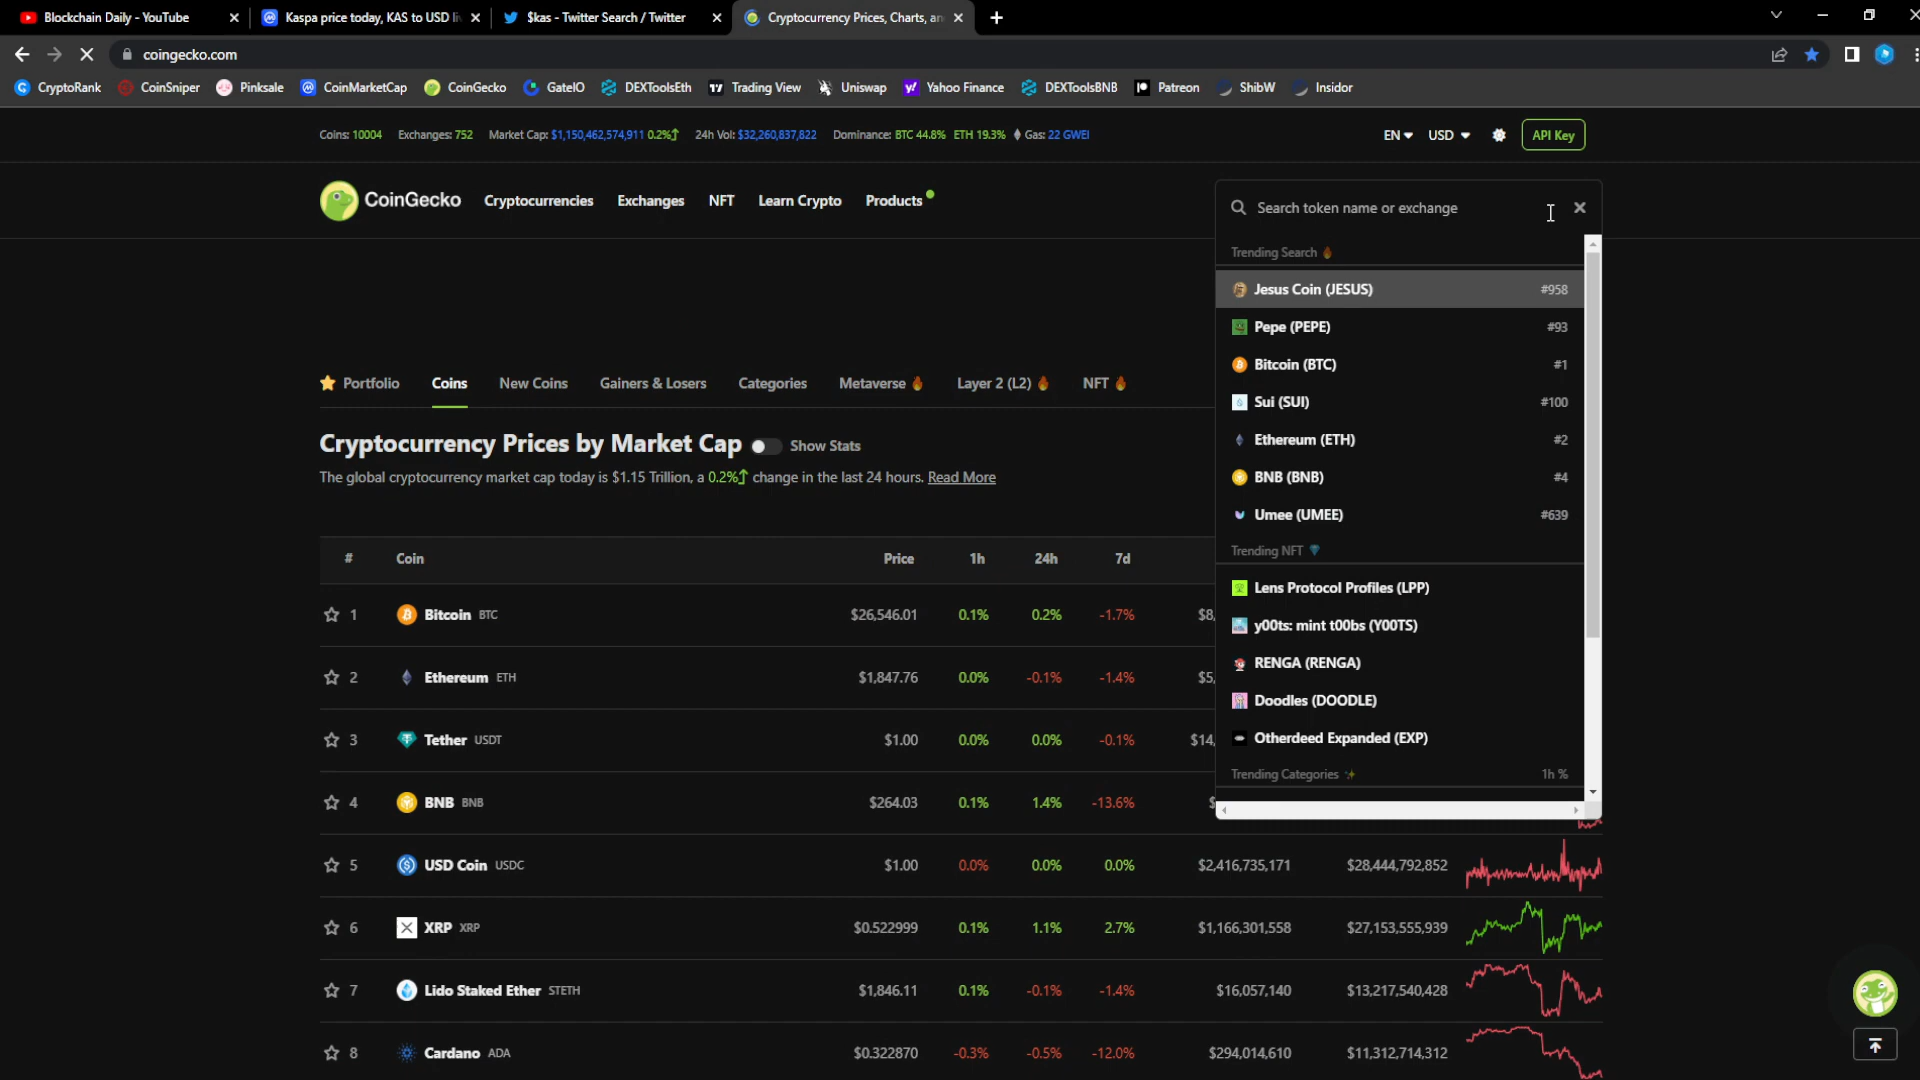 Blockchain Daily - YouTube
Kaspa price today, KAS to USD li
$kas - Twitter Search / Twitter
Cryptocurrency Prices, Charts, an
coingecko.com
CryptoRank CoinSniper Pinksale CoinMarketCap CoinGecko GateIO DEXToolsEth Trading View Uniswap Yahoo Finance DEXToolsBNB Patreon ShibW Insidor
Coins: 10004 Exchanges: 752 Market Cap: $1,150,462,574,911 0.2% 24h Vol: $32,260,837,822 Dominance: BTC 44.8% ETH 19.3% Gas: 22 GWEI
EN USD API Key
CoinGecko Cryptocurrencies Exchanges NFT Learn Crypto Products
Search token name or exchange
Trending Search
Jesus Coin (JESUS) #958
Pepe (PEPE) #93
Bitcoin (BTC) #1
Sui (SUI) #100
Ethereum (ETH) #2
BNB (BNB) #4
Umee (UMEE) #639
Trending NFT
Lens Protocol Profiles (LPP)
y00ts: mint t00bs (Y00TS)
RENGA (RENGA)
Doodles (DOODLE)
Otherdeed Expanded (EXP)
Trending Categories 1h %
Portfolio Coins New Coins Gainers & Losers Categories Metaverse Layer 2 (L2) NFT
Cryptocurrency Prices by Market Cap Show Stats
The global cryptocurrency market cap today is $1.15 Trillion, a 0.2% change in the last 24 hours. Read More
# Coin Price 1h 24h 7d
1 Bitcoin BTC $26,546.01 0.1% 0.2% -1.7% $8,
2 Ethereum ETH $1,847.76 0.0% -0.1% -1.4% $5,
3 Tether USDT $1.00 0.0% 0.0% -0.1% $14,
4 BNB BNB $264.03 0.1% 1.4% -13.6% $
5 USD Coin USDC $1.00 0.0% 0.0% 0.0% $2,416,735,171 $28,444,792,852
6 XRP XRP $0.522999 0.1% 1.1% 2.7% $1,166,301,558 $27,153,555,939
7 Lido Staked Ether STETH $1,846.11 0.1% -0.1% -1.4% $16,057,140 $13,217,540,428
8 Cardano ADA $0.322870 -0.3% -0.5% -12.0% $294,014,610 $11,312,714,312